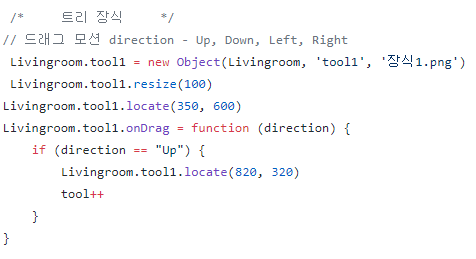 /* 트리 장식 */
// 드래그 모션 direction - Up, Down, Left, Right
Livingroom.tool1 = new Object(Livingroom, 'tool1', '장식1.png')
Livingroom.tool1.resize(100)
Livingroom.tool1.locate(350, 600)
Livingroom.tool1.onDrag = function (direction) {
if (direction == "Up") {
Livingroom.tool1.locate(820, 320)
tool++
}
}